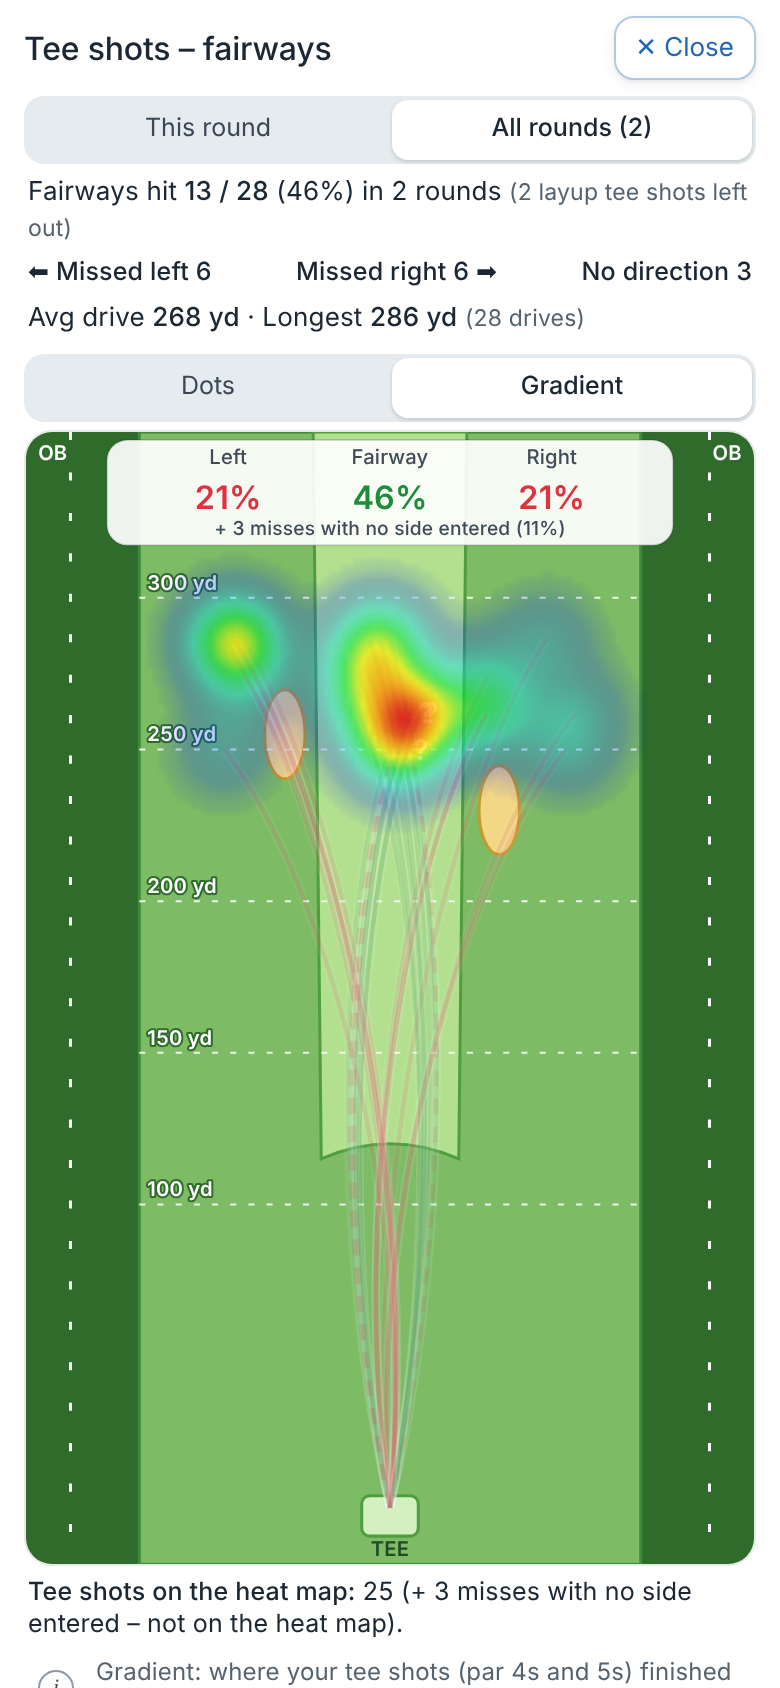 Tee shots – fairways
✕ Close
This round
All rounds (2)
Fairways hit 13 / 28 (46%) in 2 rounds (2 layup tee shots left
out)
⬅ Missed left 6
Missed right 6 ➡
No direction 3
Avg drive 268 yd · Longest 286 yd (28 drives)
Dots
Gradient
OB
OB
Left
Fairway
Right
21%
46%
21%
+ 3 misses with no side entered (11%)
300 yd
?
250 yd
?
200 yd
150 yd
100 yd
TEE
Tee shots on the heat map: 25 (+ 3 misses with no side
entered – not on the heat map).
Gradient: where your tee shots (par 4s and 5s) finished